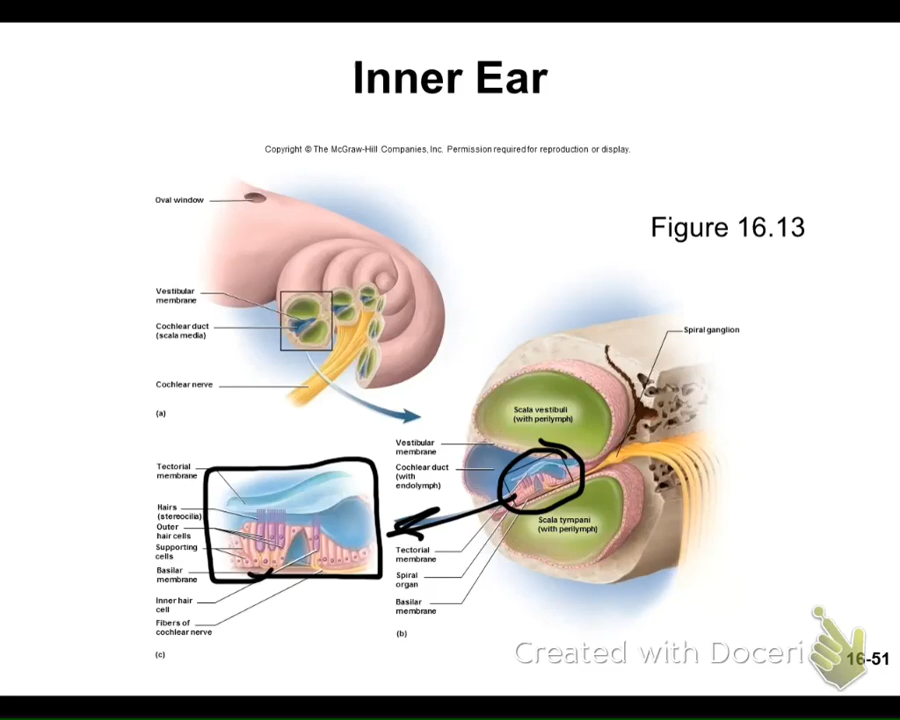 Inner Ear
Copyright © The McGraw-Hill Companies, Inc. Permission required for reproduction or display.
Oval window
Figure 16.13
Vestibular
membrane
Cochlear duct
(scala media)
Spiral ganglion
Cochlear nerve
(a)
Scala vestibuli
(with perilymph)
Vestibular
membrane
Cochlear duct
(with
endolymph)
Scala tympani
(with perilymph)
Tectorial
membrane
Spiral
organ
Basilar
membrane
(b)
Tectorial
membrane
Hairs
(stereocilia)
Outer
hair cells
Supporting
cells
Basilar
membrane
Inner hair
cell
Fibers of
cochlear nerve
(c)
Created with Doceri
16-51